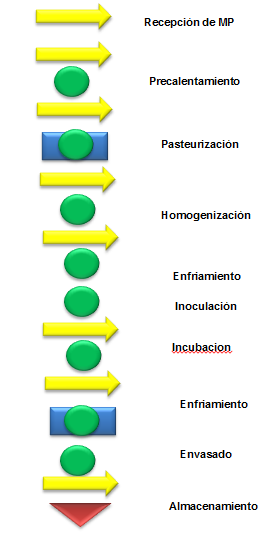 Recepción de MP
Precalentamiento
Pasteurización
Homogenización
Enfriamiento
Inoculación
Incubacion
Enfriamiento
Envasado
Almacenamiento